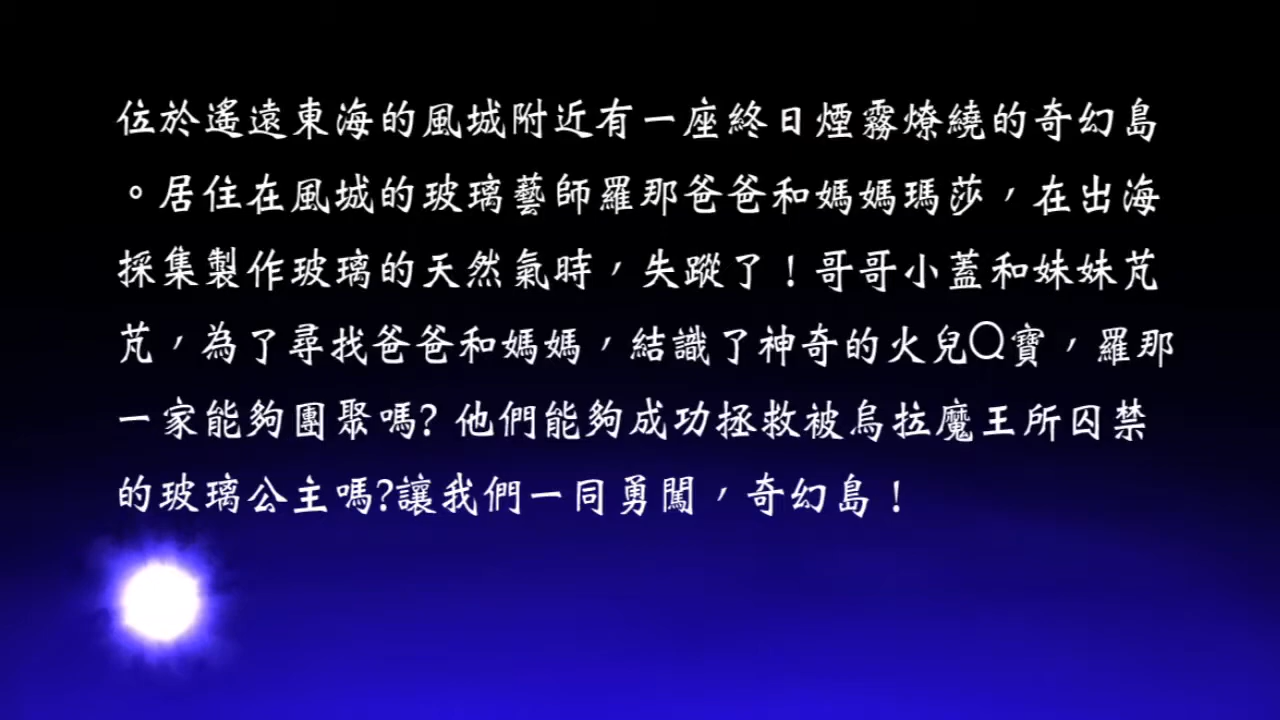 位於遙遠東海的風城附近有一座終日煙霧燎繞的奇幻島
。居住在風城的玻璃藝師羅那爸爸和媽媽瑪莎，在出海
採集製作玻璃的天然氣時，失蹤了！哥哥小蓋和妹妹芃
芃，為了尋找爸爸和媽媽，結識了神奇的火兒Q寶，羅那
一家能夠團聚嗎? 他們能夠成功拯救被烏拉魔王所囚禁
的玻璃公主嗎?讓我們一同勇闖，奇幻島！